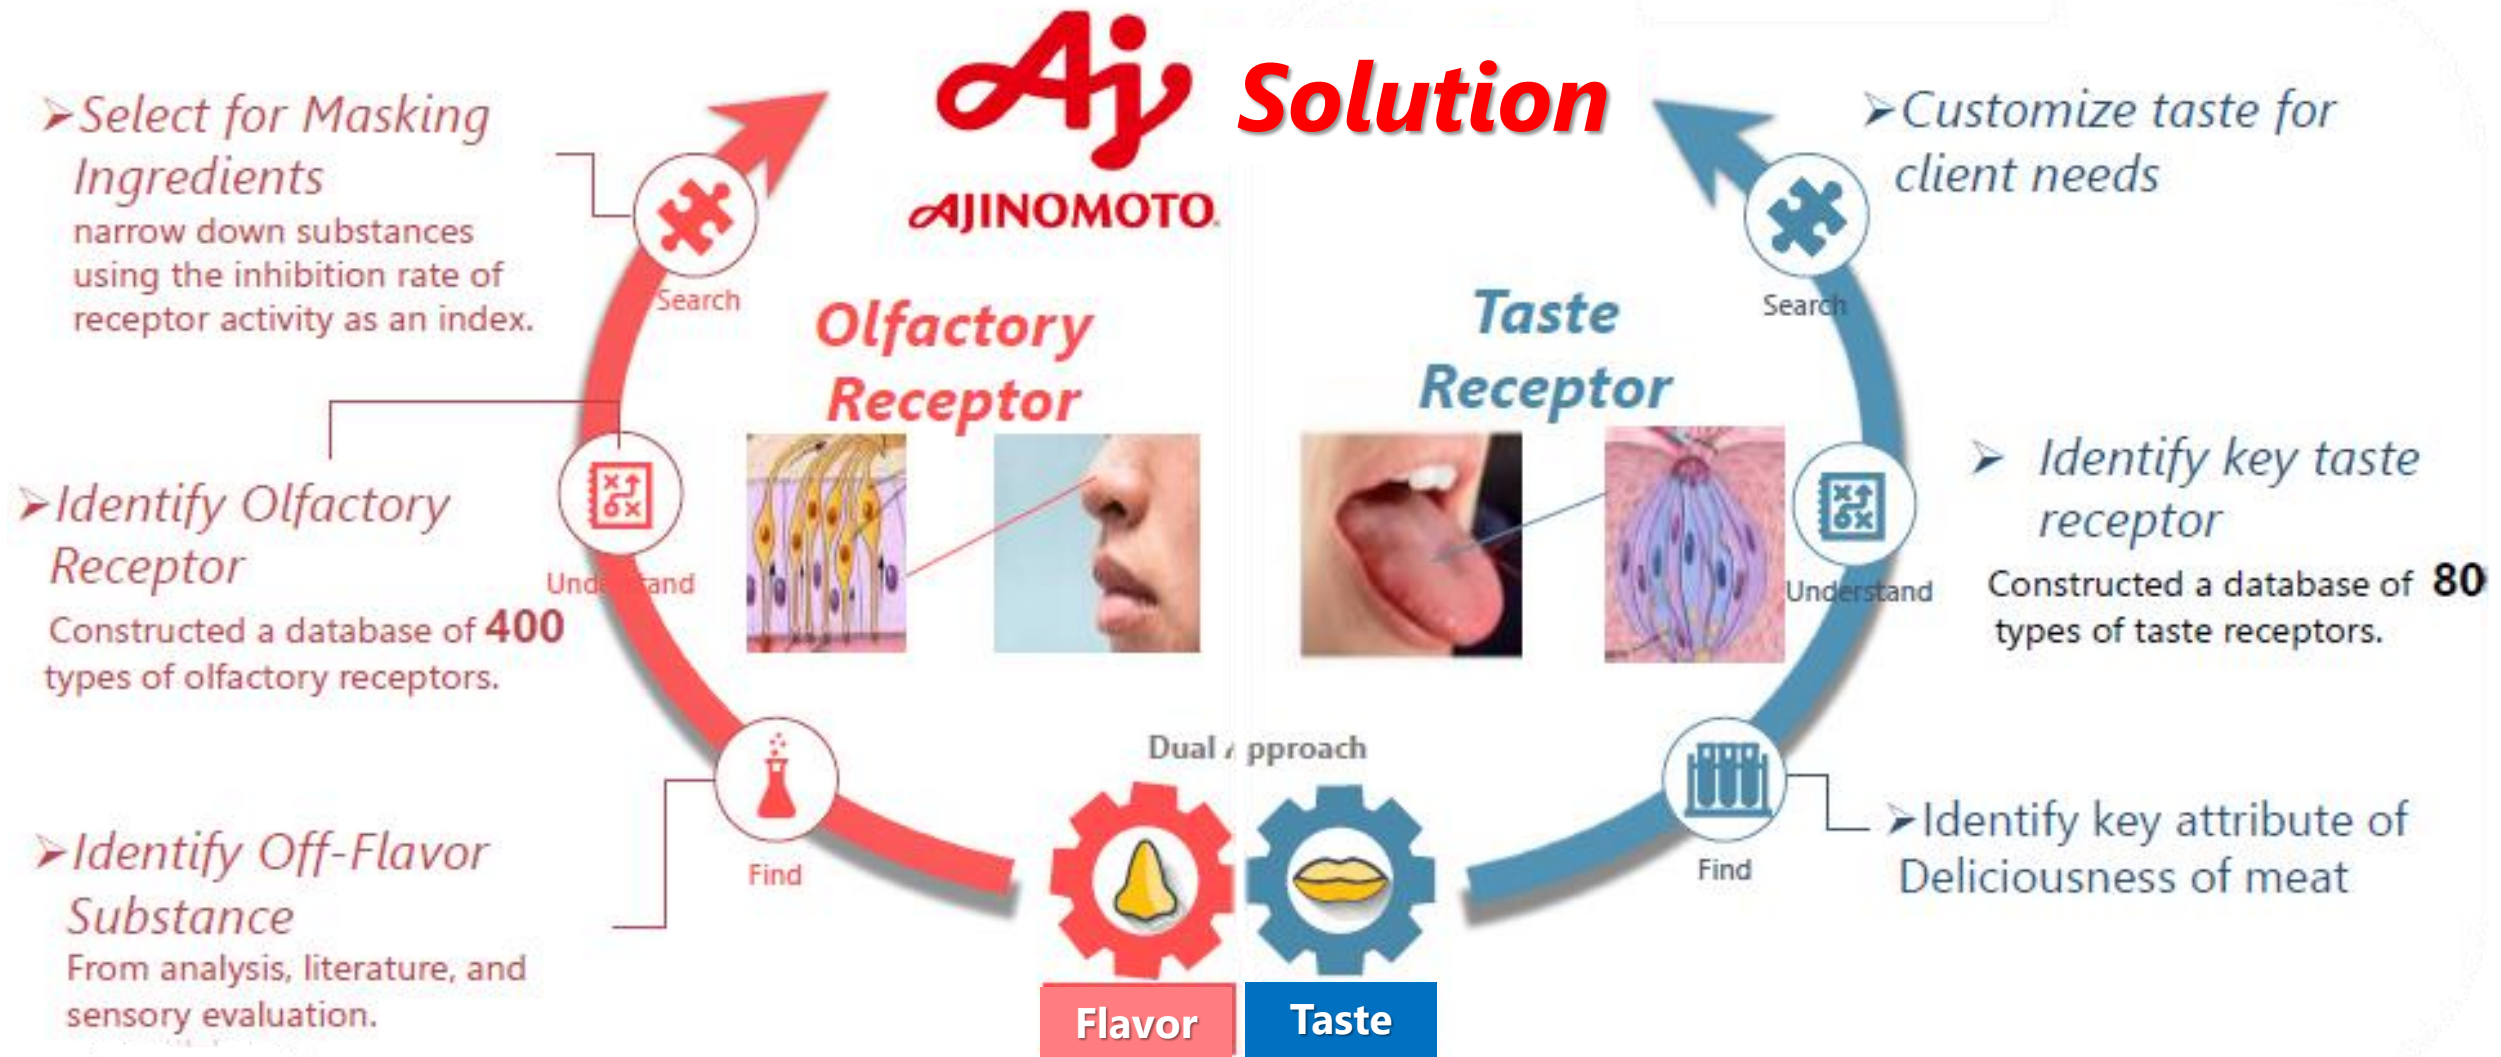 Aj
AJINOMOTO®
Solution
➢Select for Masking
Ingredients
narrow down substances
using the inhibition rate of
receptor activity as an index.
Search
Olfactory
Receptor
➢Identify Olfactory
Receptor
Constructed a database of 400
types of olfactory receptors.
Understand
➢Identify Off-Flavor
Substance
From analysis, literature, and
sensory evaluation.
Find
➢Customize taste for
client needs
Search
Taste
Receptor
➢ Identify key taste
receptor
Constructed a database of 80
types of taste receptors.
Understand
➢Identify key attribute of
Deliciousness of meat
Find
Dual Approach
Flavor
Taste